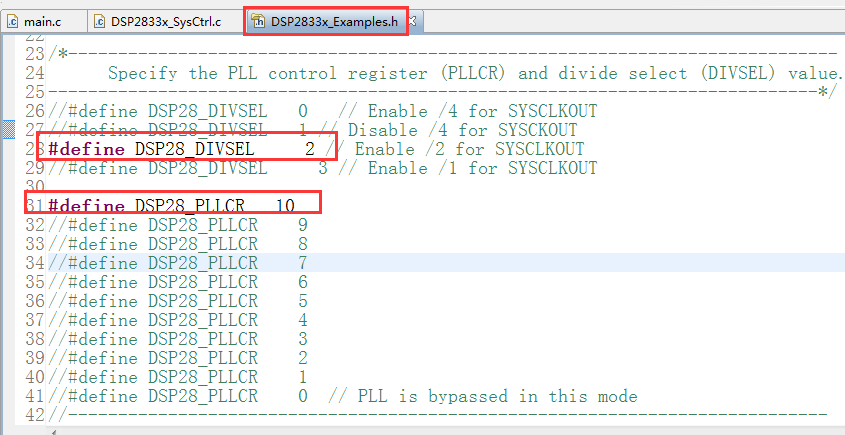 main.c DSP2833x_SysCtrl.c DSP2833x_Examples.h
22
23 /*---------------------------------------------------------------------
24 Specify the PLL control register (PLLCR) and divide select (DIVSEL) value.
25 -----------------------------------------------------------------------*/
26 //#define DSP28_DIVSEL 0 // Enable /4 for SYSCLKOUT
27 //#define DSP28_DIVSEL 1 // Disable /4 for SYSCKOUT
28 #define DSP28_DIVSEL 2 // Enable /2 for SYSCLKOUT
29 //#define DSP28_DIVSEL 3 // Enable /1 for SYSCLKOUT
30
31 #define DSP28_PLLCR 10
32 //#define DSP28_PLLCR 9
33 //#define DSP28_PLLCR 8
34 //#define DSP28_PLLCR 7
35 //#define DSP28_PLLCR 6
36 //#define DSP28_PLLCR 5
37 //#define DSP28_PLLCR 4
38 //#define DSP28_PLLCR 3
39 //#define DSP28_PLLCR 2
40 //#define DSP28_PLLCR 1
41 //#define DSP28_PLLCR 0 // PLL is bypassed in this mode
42 //---------------------------------------------------------------------